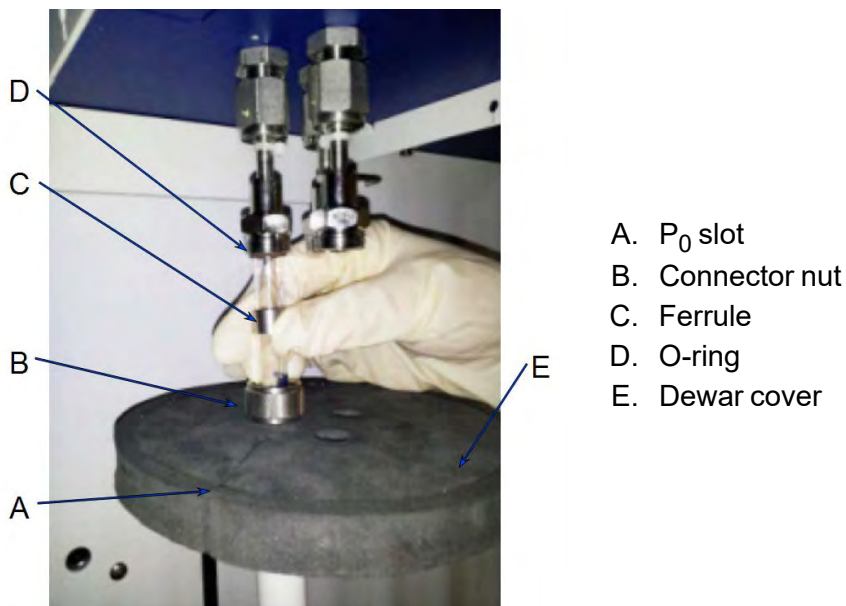 D
C
B
E
A
A. P0 slot
B. Connector nut
C. Ferrule
D. O-ring
E. Dewar cover